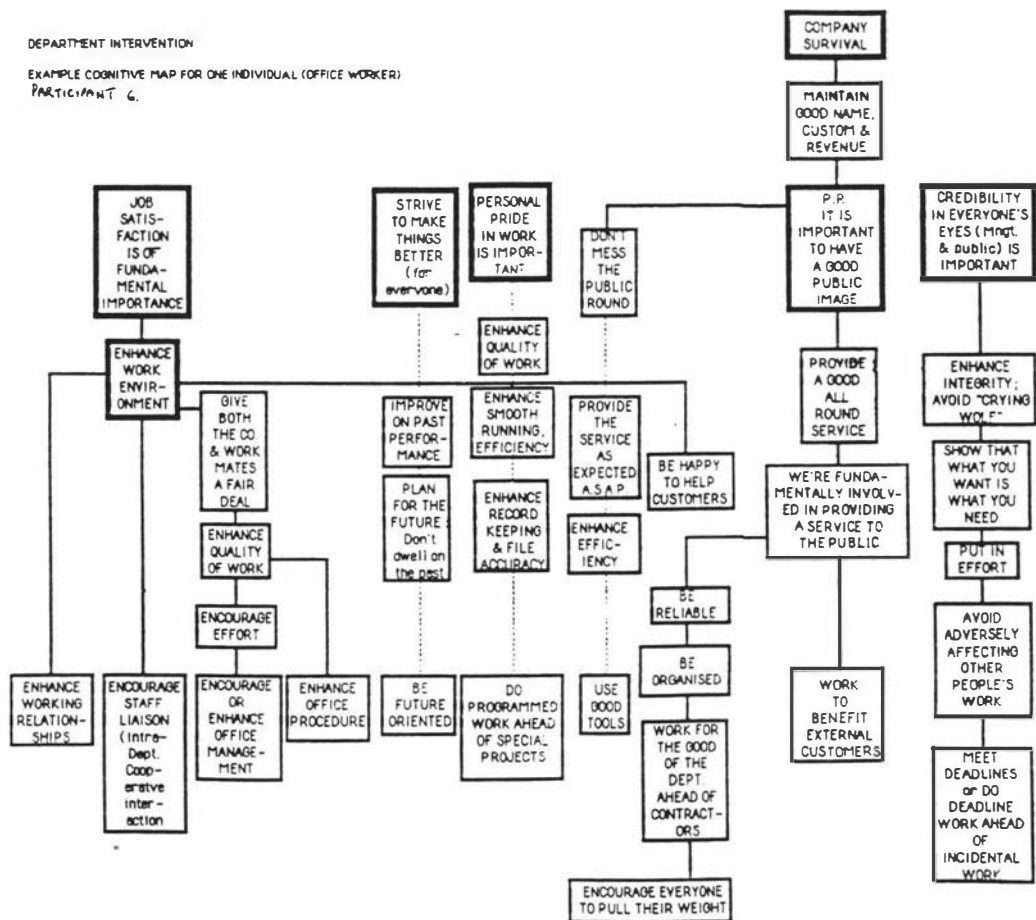 DEPARTMENT INTERVENTION
EXAMPLE COGNITIVE MAP FOR ONE INDIVIDUAL (OFFICE WORKER)
PARTICIPANT 6.
COMPANY
SURVIVAL
MAINTAIN
GOOD NAME,
CUSTOM &
REVENUE
JOB
SATIS-
FACTION
IS OF
FUNDA-
MENTAL
IMPORTANCE
STRIVE
TO MAKE
THINGS
BETTER
(for
everyone)
PERSONAL
PRIDE
IN WORK
IS IMPOR-
TANT
DON'T
MESS
THE
PUBLIC
ROUND
P.R.
IT IS
IMPORTANT
TO HAVE
A GOOD
PUBLIC
IMAGE
CREDIBILITY
IN EVERYONE'S
EYES (Mngt.
& public) IS
IMPORTANT
ENHANCE
WORK
ENVIR-
ONMENT
ENHANCE
QUALITY
OF WORK
PROVIDE
A GOOD
ALL
ROUND
SERVICE
ENHANCE
INTEGRITY;
AVOID "CRYING
WOLF"
GIVE
BOTH
THE CO.
& WORK
MATES
A FAIR
DEAL
IMPROVE
ON PAST
PERFOR-
MANCE
ENHANCE
SMOOTH
RUNNING,
EFFICIENCY
PROVIDE
THE
SERVICE
AS
EXPECTED
A.S.A.P.
BE HAPPY
TO HELP
CUSTOMERS
WE'RE FUNDA-
MENTALLY INVOLV-
ED IN PROVIDING
A SERVICE TO
THE PUBLIC
SHOW THAT
WHAT YOU
WANT IS
WHAT YOU
NEED
PLAN
FOR THE
FUTURE:
Don't
dwell on
the past
ENHANCE
RECORD
KEEPING
& FILE
ACCURACY
ENHANCE
EFFIC-
IENCY
ENHANCE
QUALITY
OF WORK
PUT IN
EFFORT
ENCOURAGE
EFFORT
BE
RELIABLE
AVOID
ADVERSELY
AFFECTING
OTHER
PEOPLE'S
WORK
BE
ORGANISED
ENHANCE
WORKING
RELATION-
SHIPS
ENCOURAGE
STAFF
LIAISON
(Intra-
Dept.
Coop-
eratve
inter-
action
ENCOURAGE
OR
ENHANCE
OFFICE
MANAGE-
MENT
ENHANCE
OFFICE
PROCEDURE
BE
FUTURE
ORIENTED
DO
PROGRAMMED
WORK AHEAD
OF SPECIAL
PROJECTS
USE
GOOD
TOOLS
WORK FOR
THE GOOD
OF THE
DEPT.
AHEAD OF
CONTRACT-
ORS
WORK
TO
BENEFIT
EXTERNAL
CUSTOMERS
MEET
DEADLINES
or DO
DEADLINE
WORK AHEAD
OF
INCIDENTAL
WORK
ENCOURAGE EVERYONE
TO PULL THEIR WEIGHT